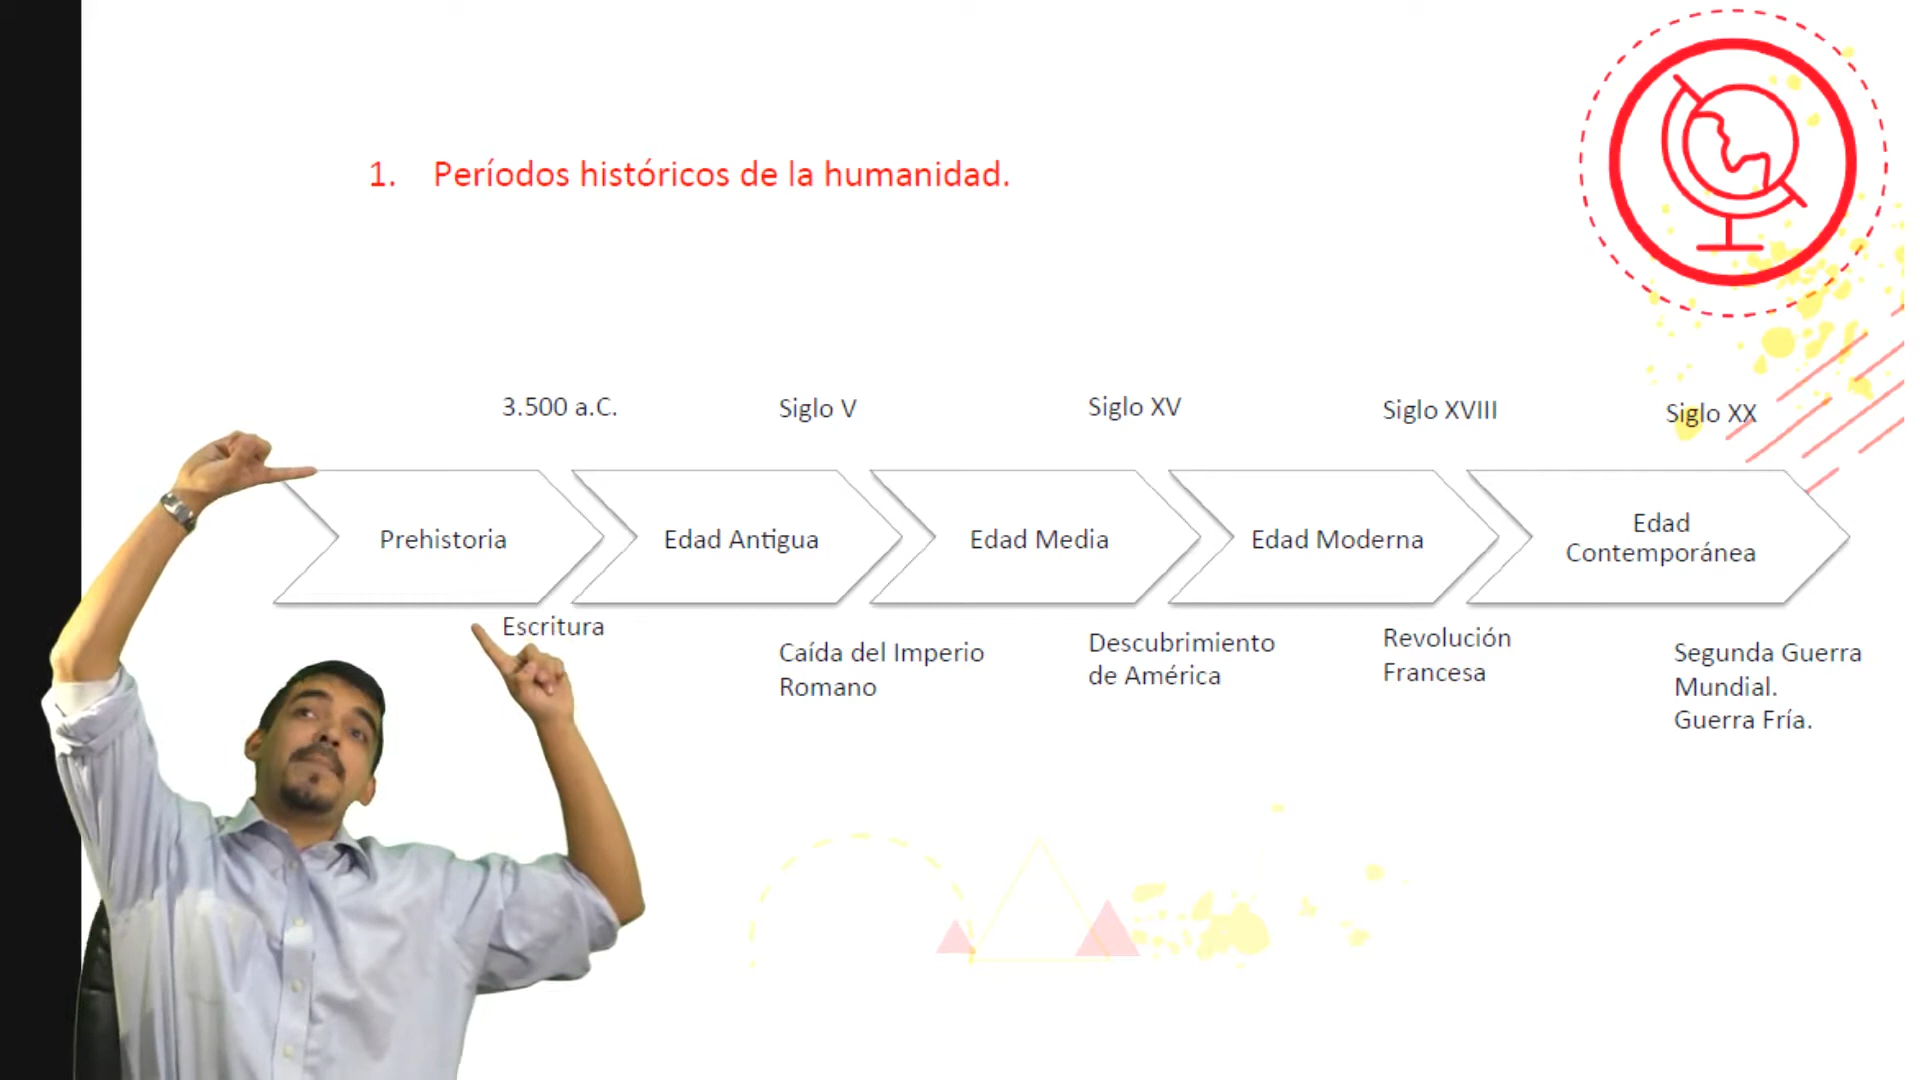 1. Períodos históricos de la humanidad.
3.500 a.C.
Siglo V
Siglo XV
Siglo XVIII
Siglo XX
Prehistoria
Edad Antigua
Edad Media
Edad Moderna
Edad
Contemporánea
Escritura
Caída del Imperio
Romano
Descubrimiento
de América
Revolución
Francesa
Segunda Guerra
Mundial.
Guerra Fría.